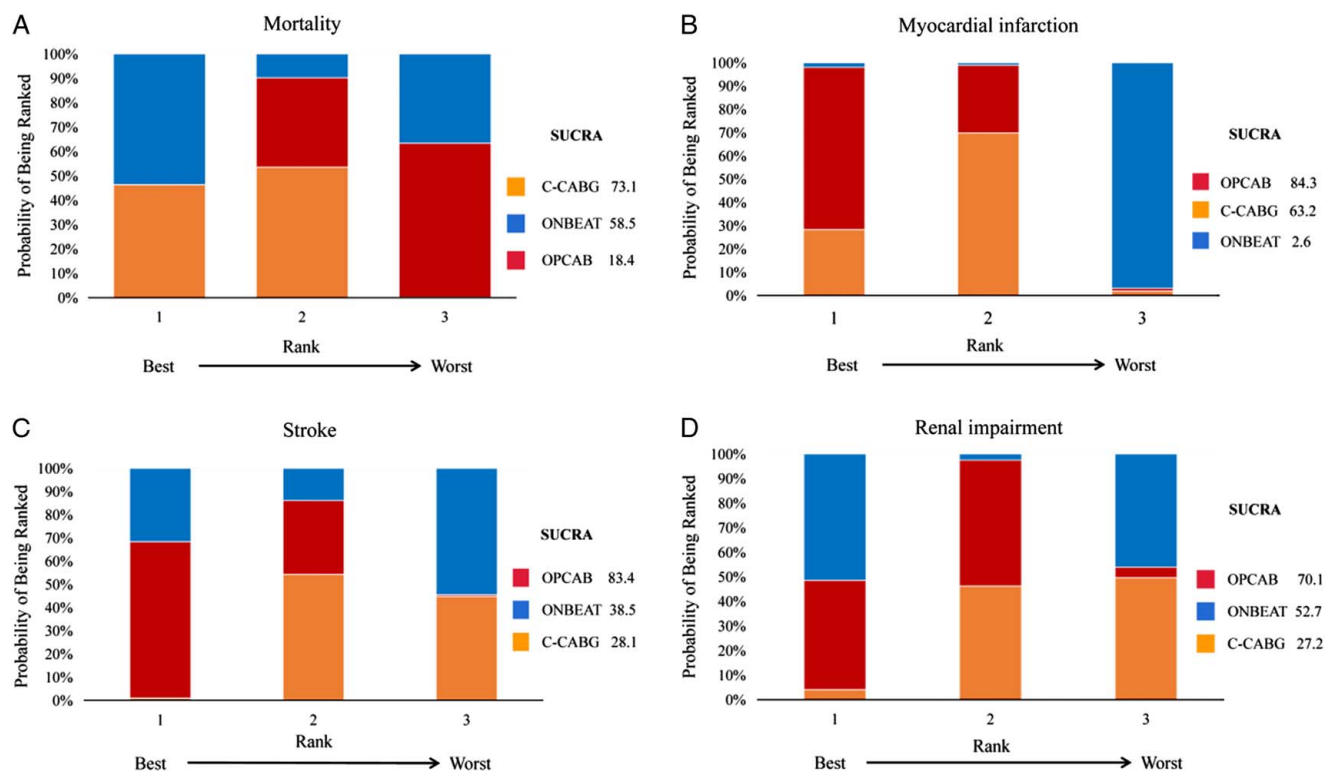 A
Mortality
Probability of Being Ranked
100%
90%
80%
70%
60%
50%
40%
30%
20%
10%
0%
1 2 3
Rank
Best Worst
SUCRA
C-CABG 73.1
ONBEAT 58.5
OPCAB 18.4
B
Myocardial infarction
Probability of Being Ranked
100%
90%
80%
70%
60%
50%
40%
30%
20%
10%
0%
1 2 3
Rank
Best Worst
SUCRA
OPCAB 84.3
C-CABG 63.2
ONBEAT 2.6
C
Stroke
Probability of Being Ranked
100%
90%
80%
70%
60%
50%
40%
30%
20%
10%
0%
1 2 3
Rank
Best Worst
SUCRA
OPCAB 83.4
ONBEAT 38.5
C-CABG 28.1
D
Renal impairment
Probability of Being Ranked
100%
90%
80%
70%
60%
50%
40%
30%
20%
10%
0%
1 2 3
Rank
Best Worst
SUCRA
OPCAB 70.1
ONBEAT 52.7
C-CABG 27.2